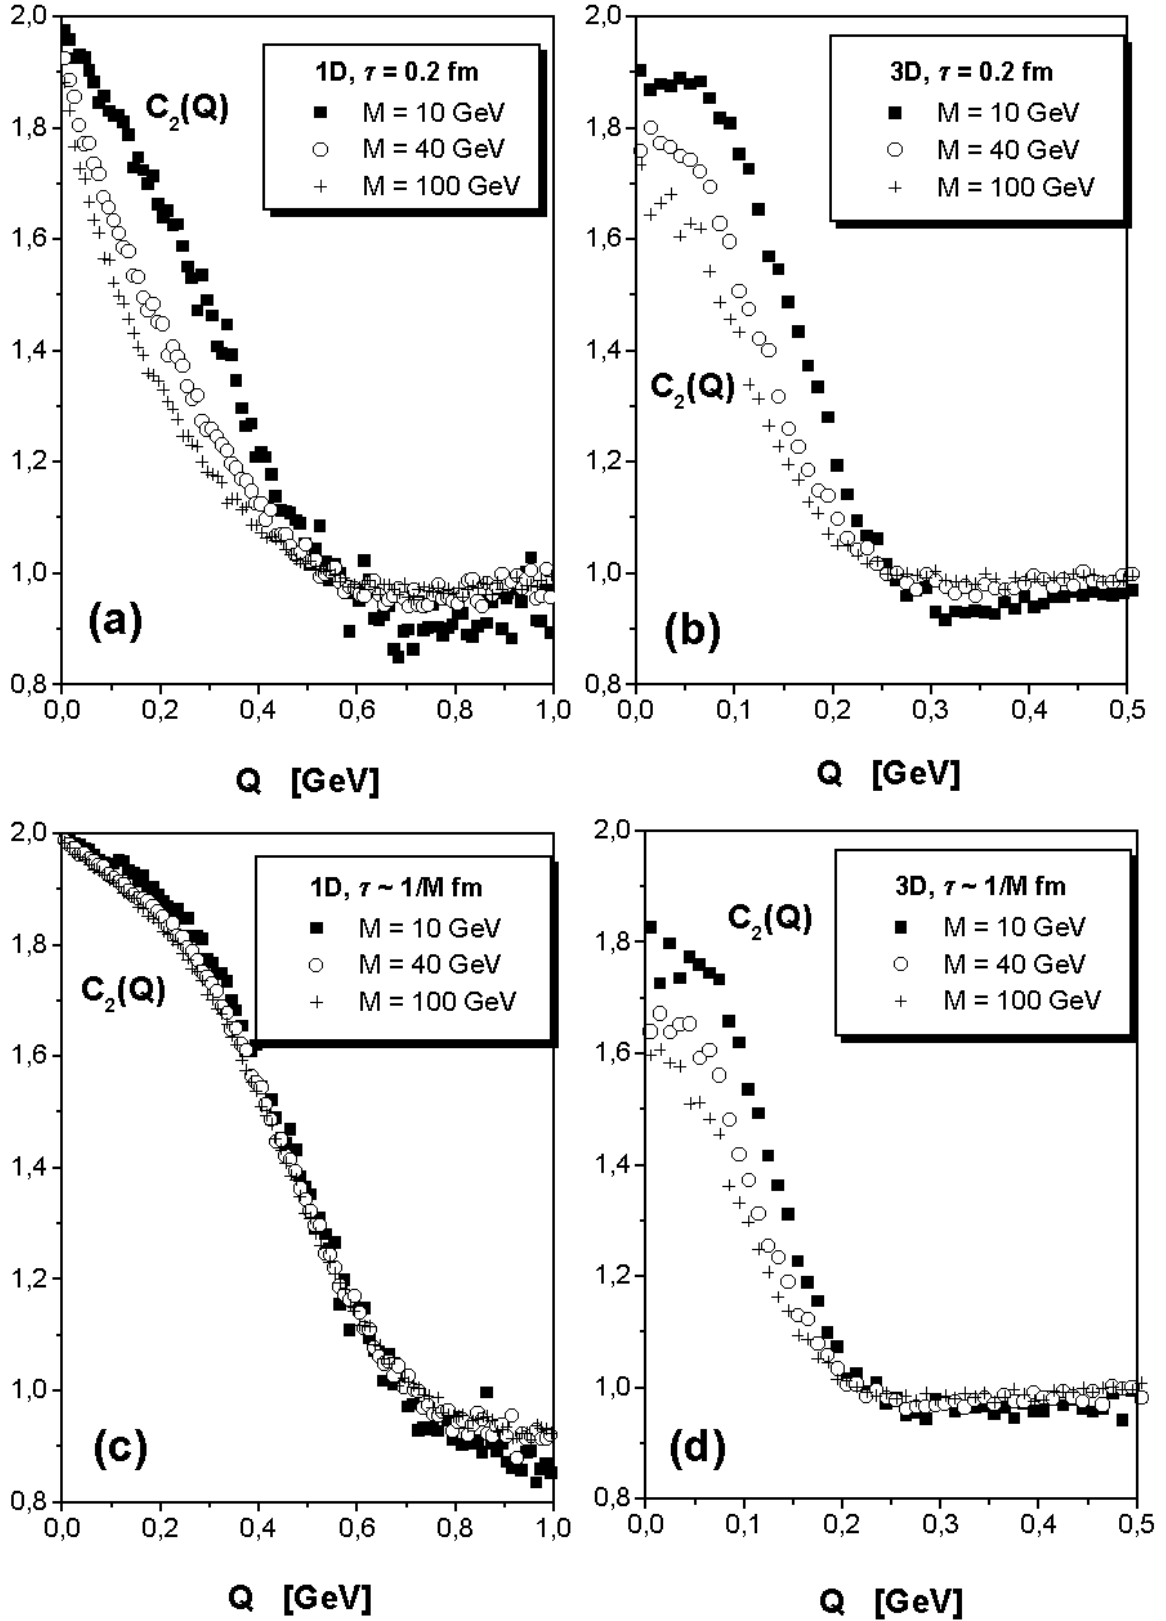 2,0
1,8
1,6
1,4
1,2
1,0
0,8
C2(Q)
1D, τ = 0.2 fm
M = 10 GeV
M = 40 GeV
M = 100 GeV
(a)
0,0 0,2 0,4 0,6 0,8 1,0
Q [GeV]
2,0
1,8
1,6
1,4
1,2
1,0
0,8
3D, τ = 0.2 fm
M = 10 GeV
M = 40 GeV
M = 100 GeV
C2(Q)
(b)
0,0 0,1 0,2 0,3 0,4 0,5
Q [GeV]
2,0
1,8
1,6
1,4
1,2
1,0
0,8
1D, τ ~ 1/M fm
M = 10 GeV
M = 40 GeV
M = 100 GeV
C2(Q)
(c)
0,0 0,2 0,4 0,6 0,8 1,0
Q [GeV]
2,0
1,8
1,6
1,4
1,2
1,0
0,8
C2(Q)
3D, τ ~ 1/M fm
M = 10 GeV
M = 40 GeV
M = 100 GeV
(d)
0,0 0,1 0,2 0,3 0,4 0,5
Q [GeV]